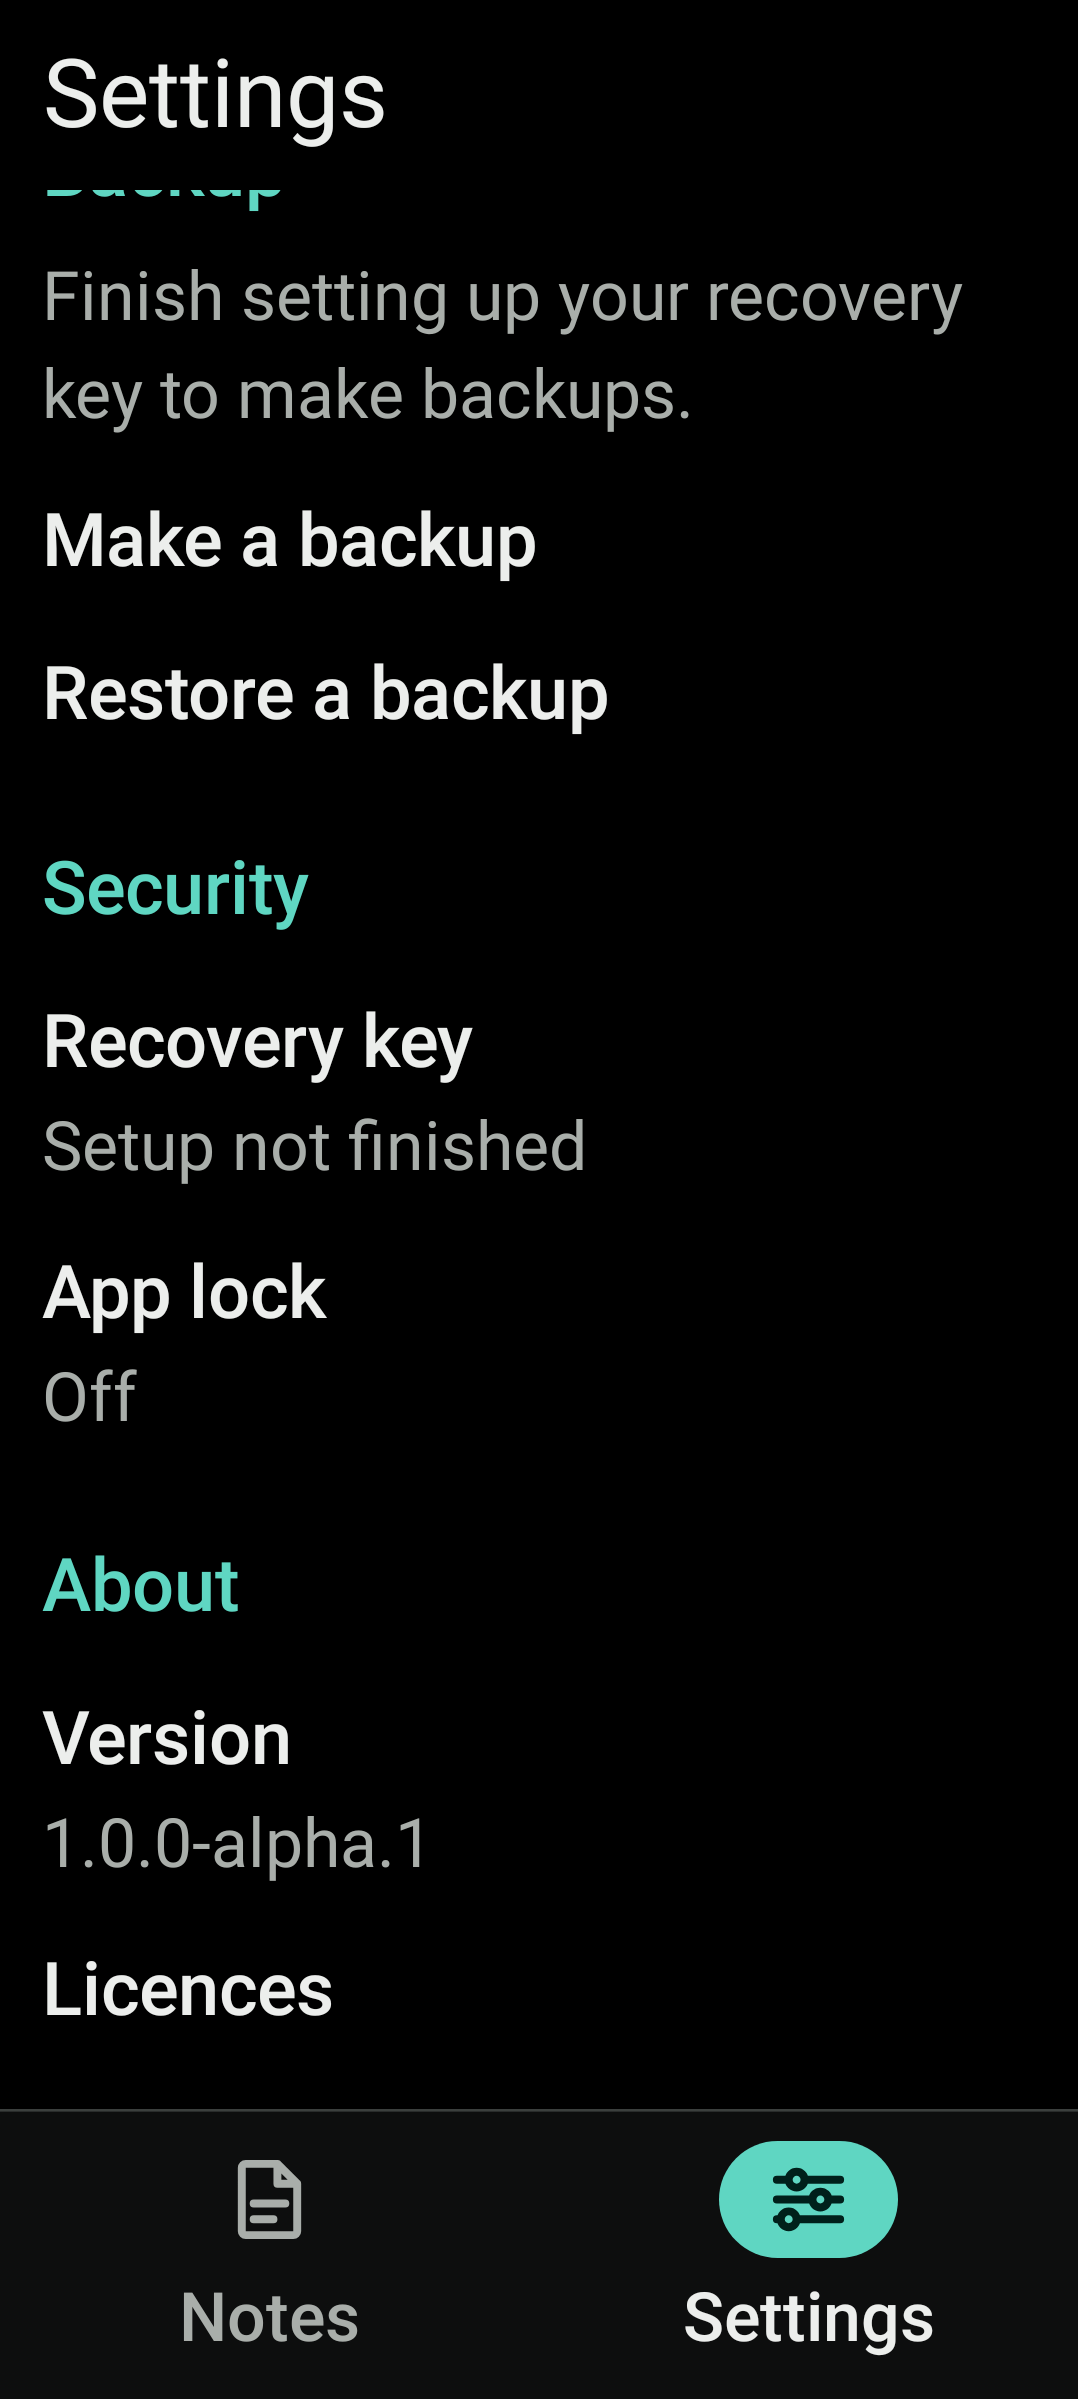 Settings
Backup
Finish setting up your recovery
key to make backups.
Make a backup
Restore a backup
Security
Recovery key
Setup not finished
App lock
Off
About
Version
1.0.0-alpha.1
Licences
Notes
Settings